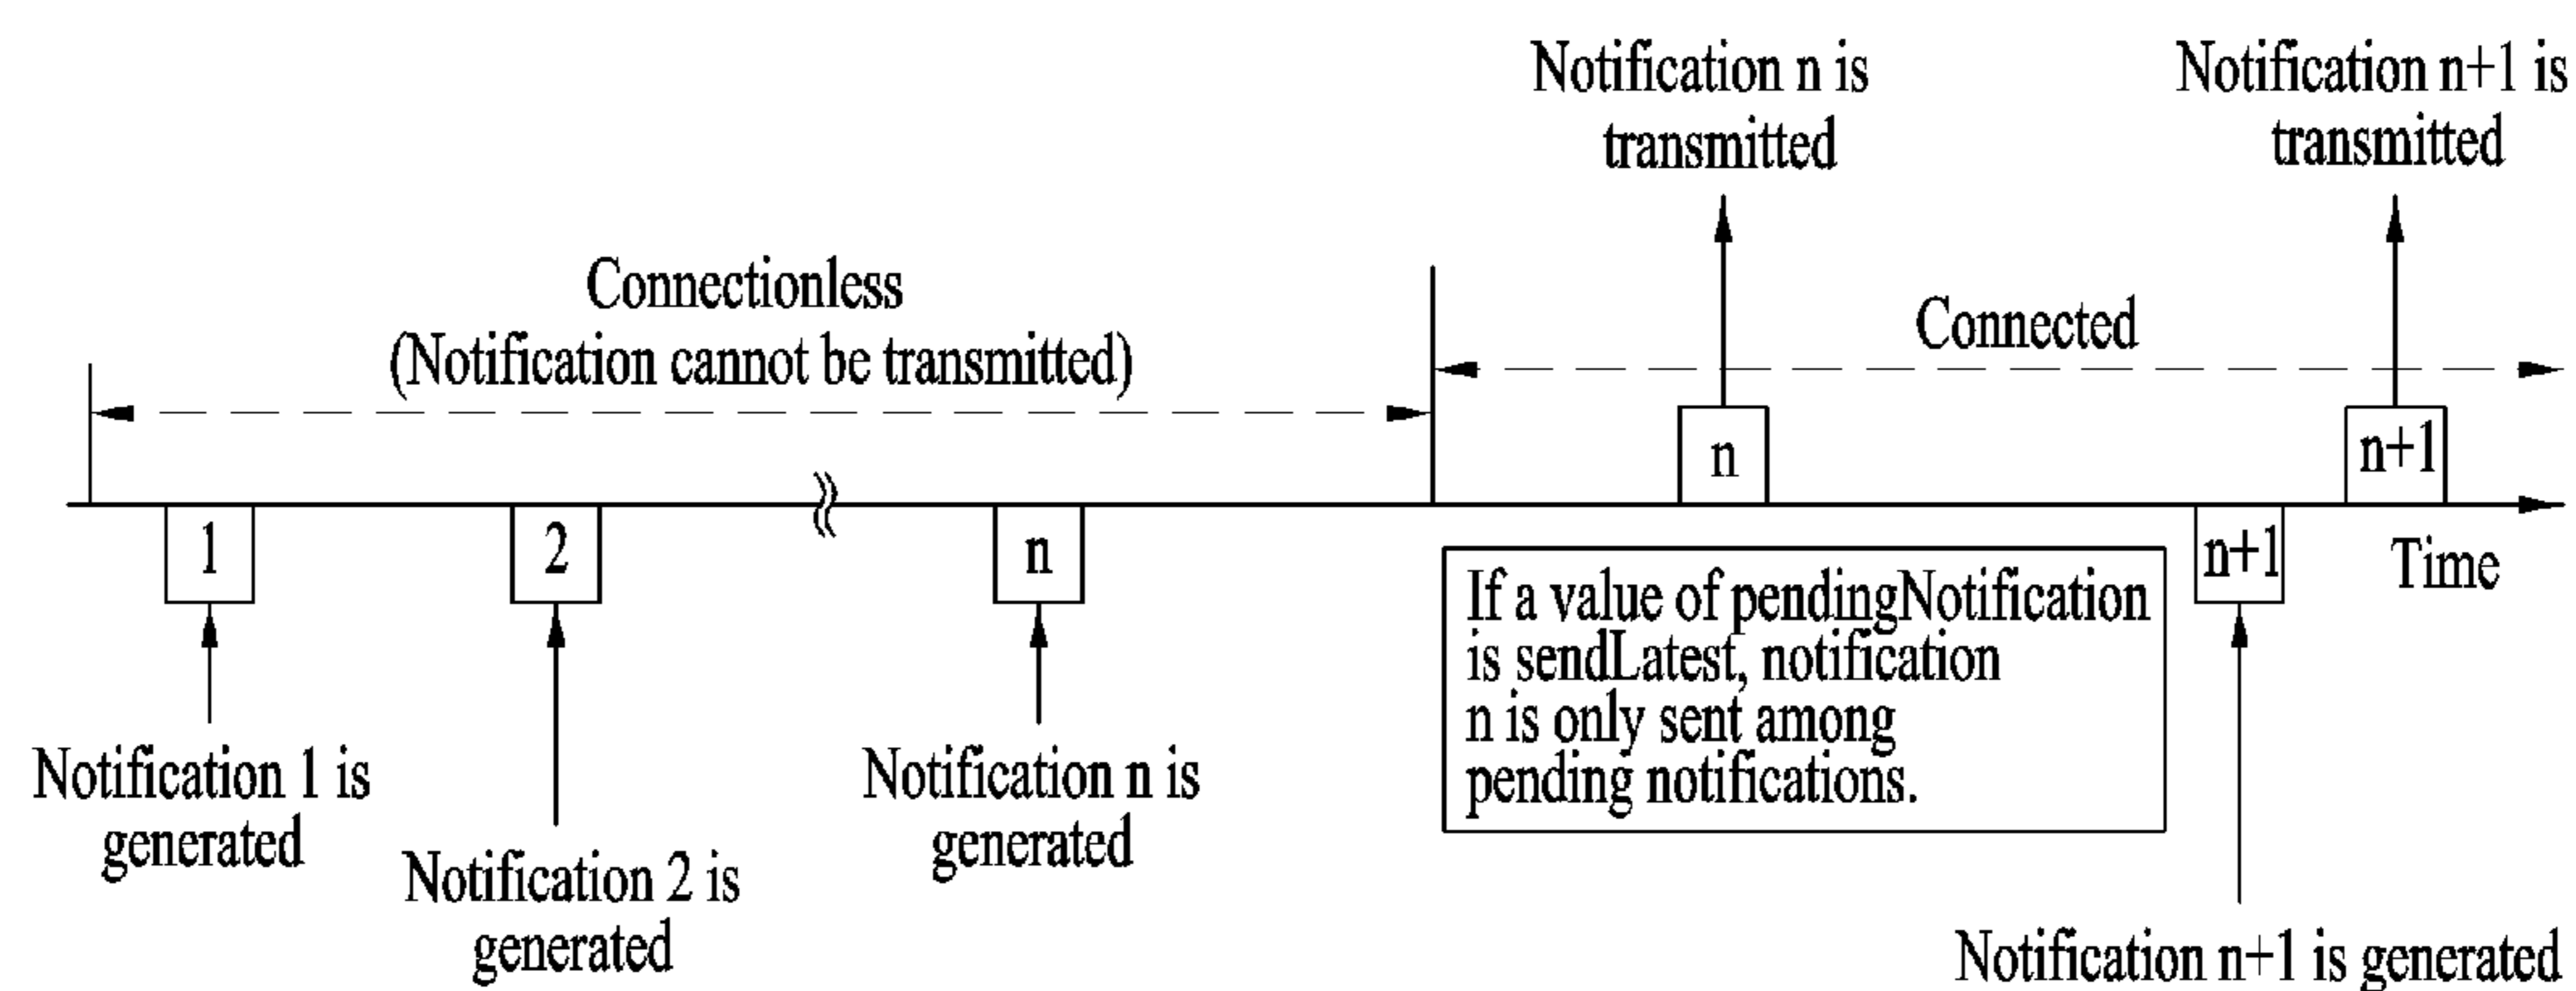 Notification n is
transmitted
Notification n+1 is
transmitted
Connectionless
(Notification cannot be transmitted)
Connected
n
n+1
1
2
n
n+1
Time
If a value of pendingNotification
is sendLatest, notification
n is only sent among
pending notifications.
Notification 1 is
generated
Notification 2 is
generated
Notification n is
generated
Notification n+1 is generated